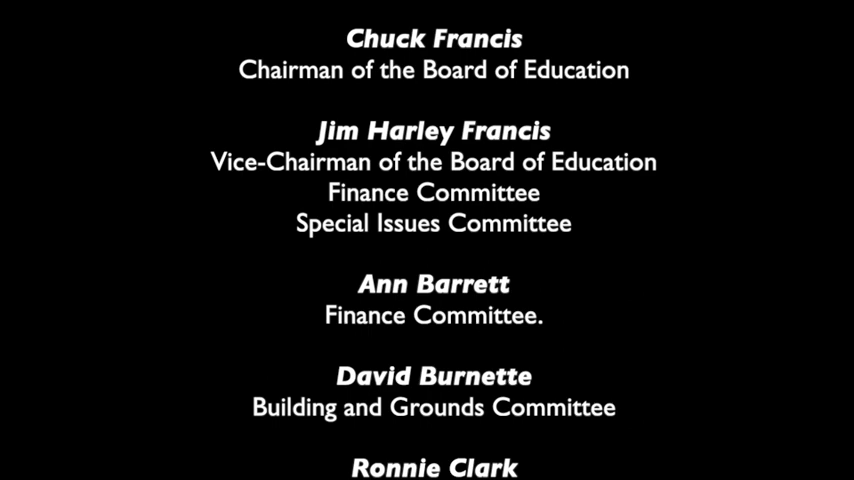 Chuck Francis
Chairman of the Board of Education
Jim Harley Francis
Vice-Chairman of the Board of Education
Finance Committee
Special Issues Committee
Ann Barrett
Finance Committee.
David Burnette
Building and Grounds Committee
Ronnie Clark